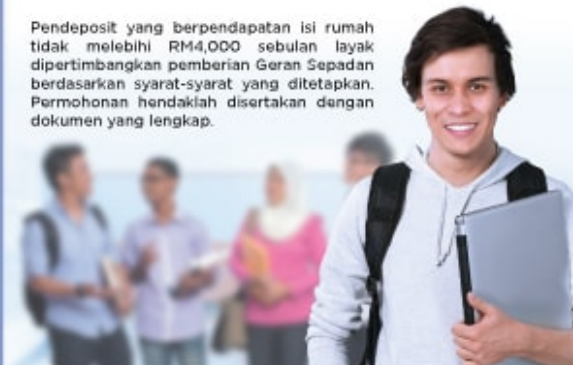 Pendeposit yang berpendapatan isi rumah
tidak melebihi RM4,000 sebulan layak
dipertimbangkan pemberian Geran Sepadan
berdasarkan syarat-syarat yang ditetapkan.
Permohonan hendaklah disertakan dengan
dokumen yang lengkap.